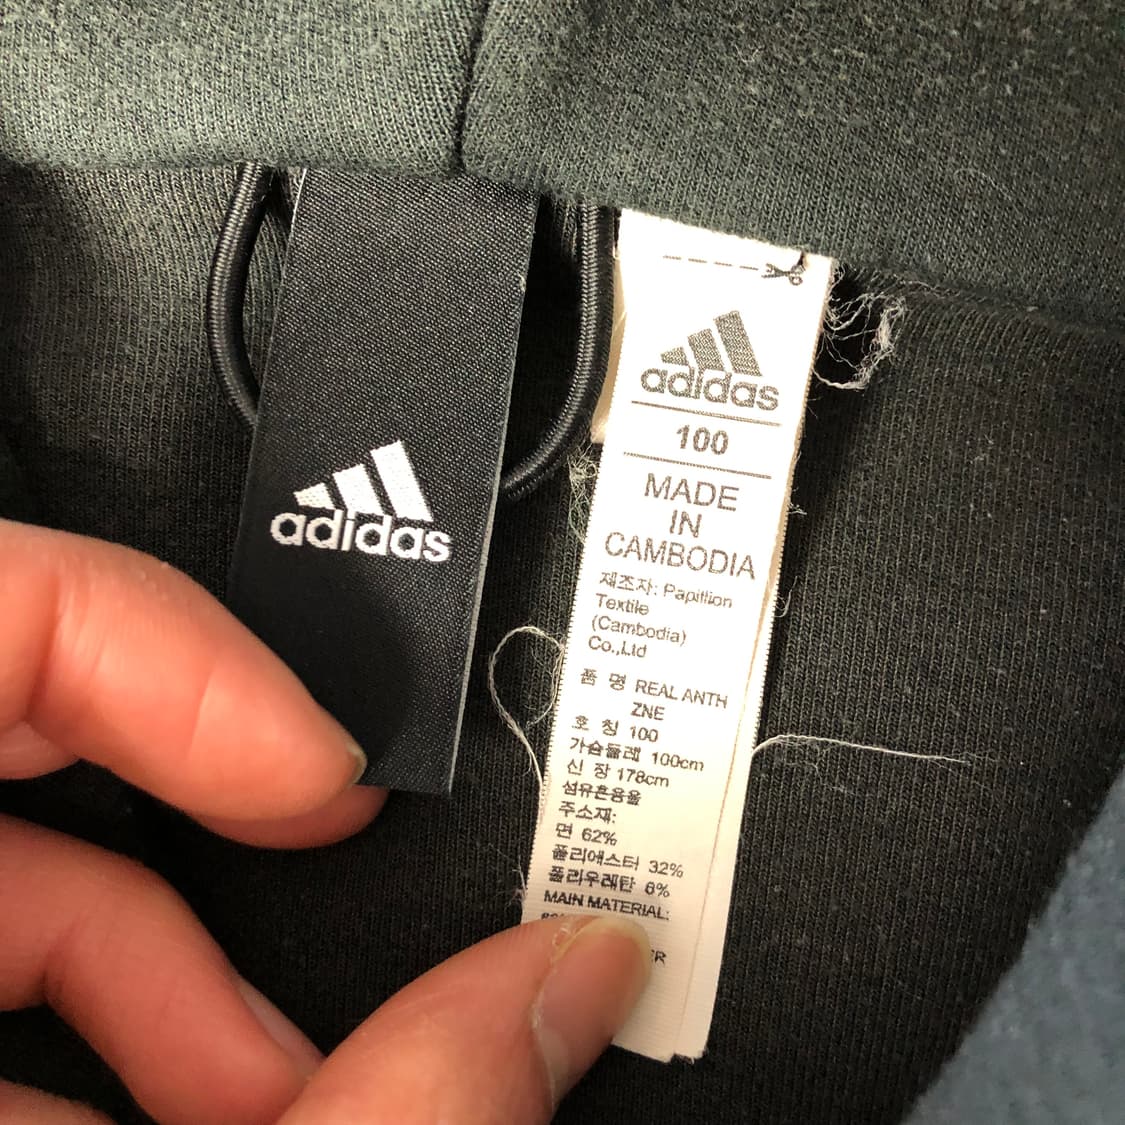 adidas
adidas
100
MADE
IN
CAMBODIA
제조자: Papillion
Textile
(Cambodia)
Co.,Ltd
품 명 REAL ANTH
ZNE
호 칭 100
가슴둘레 100cm
신 장 178cm
섬유혼용율
주소재:
면 62%
폴리에스터 32%
폴리우레탄 6%
MAIN MATERIAL: